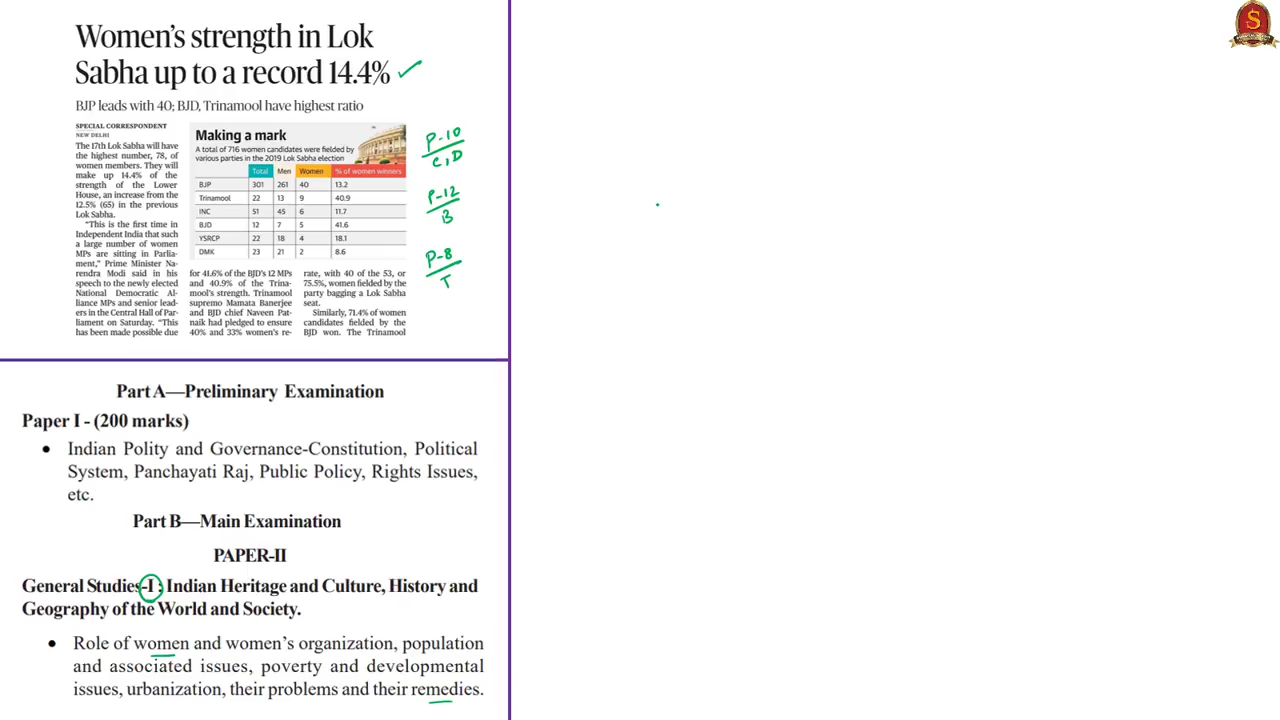 Women's strength in Lok
Sabha up to a record 14.4%
BJP leads with 40; BJD, Trinamool have highest ratio
SPECIAL CORRESPONDENT
NEW DELHI
The 17th Lok Sabha will have
the highest number, 78, of
women members. They will
make up 14.4% of the
strength of the Lower
House, an increase from the
12.5% (65) in the previous
Lok Sabha.
"This is the first time in
Independent India that such
a large number of women
MPs are sitting in Parlia-
ment," Prime Minister Na-
rendra Modi said in his
speech to the newly elected
National Democratic Al-
liance MPs and senior lead-
ers in the Central Hall of Par-
liament on Saturday. "This
has been made possible due
Making a mark
A total of 716 women candidates were fielded by
various parties in the 2019 Lok Sabha election
Total Men Women % of women winners
BJP 301 261 40 13.2
Trinamool 22 13 9 40.9
INC 51 45 6 11.7
BJD 12 7 5 41.6
YSRCP 22 18 4 18.1
DMK 23 21 2 8.6
for 41.6% of the BJD's 12 MPs
and 40.9% of the Trina-
mool's strength. Trinamool
supremo Mamata Banerjee
and BJD chief Naveen Pat-
naik had pledged to ensure
40% and 33% women's re-
rate, with 40 of the 53, or
75.5%, women fielded by the
party bagging a Lok Sabha
seat.
Similarly, 71.4% of women
candidates fielded by the
BJD won. The Trinamool
P-10
C, D
P-12
B
P-8
T
Part A—Preliminary Examination
Paper I - (200 marks)
• Indian Polity and Governance-Constitution, Political
System, Panchayati Raj, Public Policy, Rights Issues,
etc.
Part B—Main Examination
PAPER-II
General Studies-I : Indian Heritage and Culture, History and
Geography of the World and Society.
• Role of women and women's organization, population
and associated issues, poverty and developmental
issues, urbanization, their problems and their remedies.